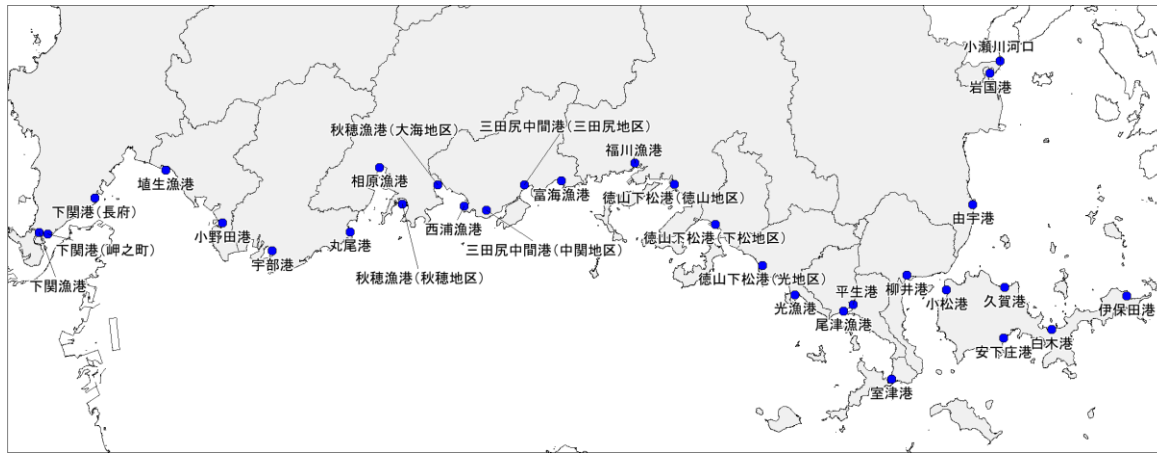 小瀬川河口
岩国港
秋穂漁港(大海地区)
三田尻中間港(三田尻地区)
福川漁港
埴生漁港
相原漁港
富海漁港
徳山下松港(徳山地区)
下関港(長府)
西浦漁港
由宇港
小野田港
丸尾港
徳山下松港(下松地区)
下関港(岬之町)
三田尻中間港(中関地区)
宇部港
秋穂漁港(秋穂地区)
徳山下松港(光地区)
下関漁港
平生港
柳井港
小松港
久賀港
伊保田港
光漁港
尾津漁港
安下庄港
白木港
室津港